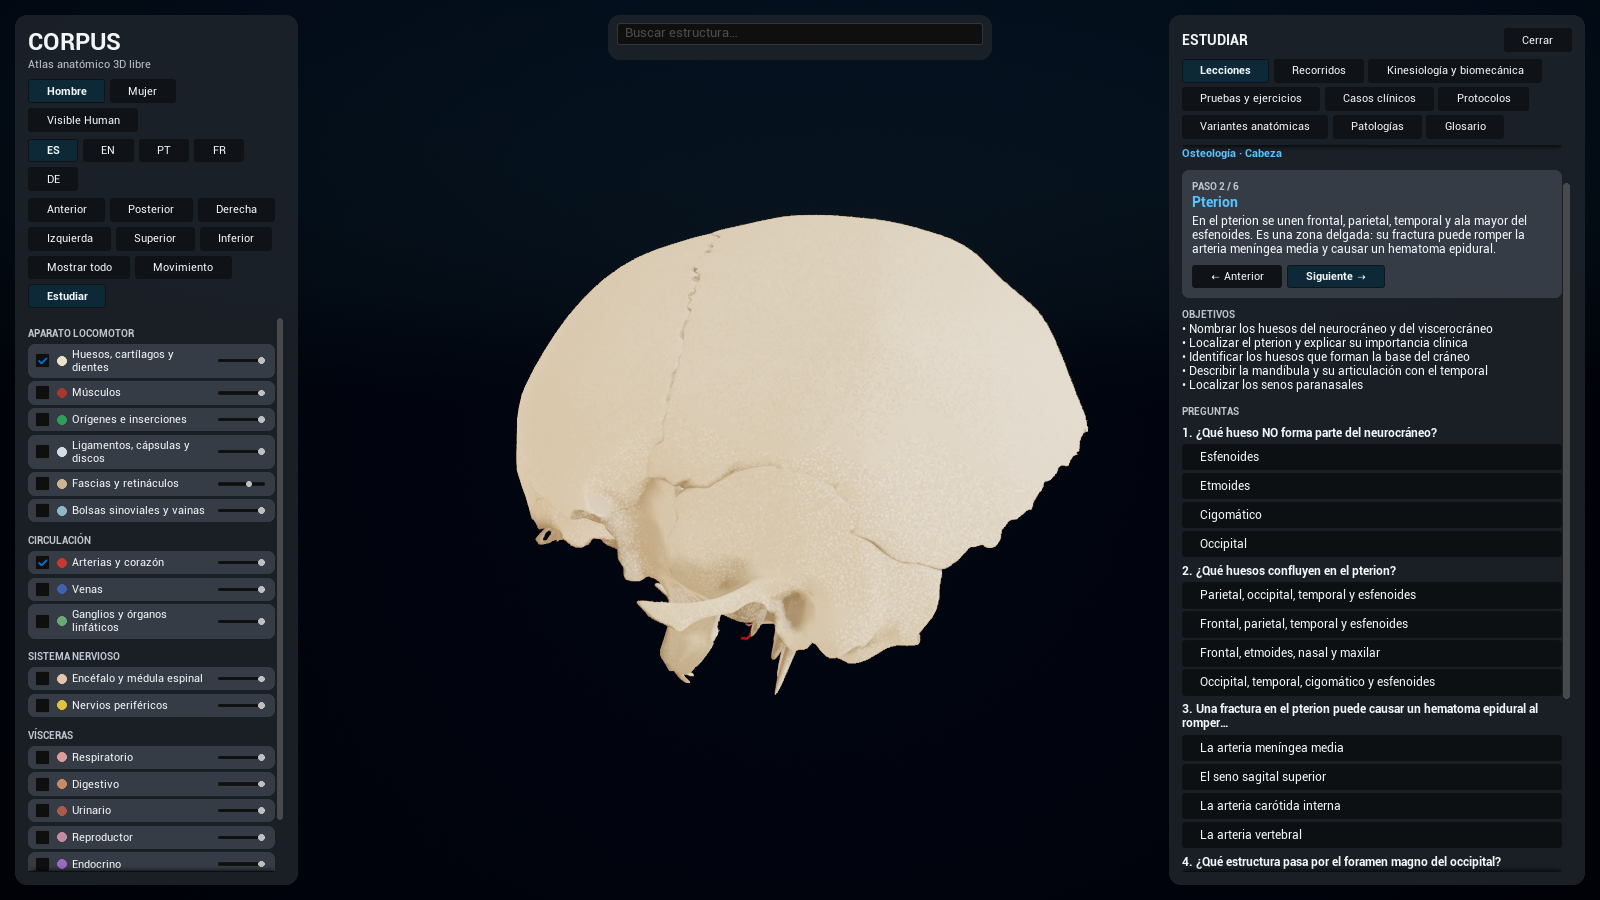 CORPUS
Atlas anatómico 3D libre
Hombre
Mujer
Visible Human
ES
EN
PT
FR
DE
Anterior
Posterior
Derecha
Izquierda
Superior
Inferior
Mostrar todo
Movimiento
Estudiar
APARATO LOCOMOTOR
Huesos, cartílagos y
dientes
Músculos
Orígenes e inserciones
Ligamentos, cápsulas y
discos
Fascias y retináculos
Bolsas sinoviales y vainas
CIRCULACIÓN
Arterias y corazón
Venas
Ganglios y órganos
linfáticos
SISTEMA NERVIOSO
Encéfalo y médula espinal
Nervios periféricos
VÍSCERAS
Respiratorio
Digestivo
Urinario
Reproductor
Endocrino
Buscar estructura...
ESTUDIAR
Cerrar
Lecciones
Recorridos
Kinesiología y biomecánica
Pruebas y ejercicios
Casos clínicos
Protocolos
Variantes anatómicas
Patologías
Glosario
Osteología · Cabeza
PASO 2 / 6
Pterion
En el pterion se unen frontal, parietal, temporal y ala mayor del
esfenoides. Es una zona delgada: su fractura puede romper la
arteria meníngea media y causar un hematoma epidural.
← Anterior
Siguiente →
OBJETIVOS
• Nombrar los huesos del neurocráneo y del viscerocráneo
• Localizar el pterion y explicar su importancia clínica
• Identificar los huesos que forman la base del cráneo
• Describir la mandíbula y su articulación con el temporal
• Localizar los senos paranasales
PREGUNTAS
1. ¿Qué hueso NO forma parte del neurocráneo?
Esfenoides
Etmoides
Cigomático
Occipital
2. ¿Qué huesos confluyen en el pterion?
Parietal, occipital, temporal y esfenoides
Frontal, parietal, temporal y esfenoides
Frontal, etmoides, nasal y maxilar
Occipital, temporal, cigomático y esfenoides
3. Una fractura en el pterion puede causar un hematoma epidural al
romper...
La arteria meníngea media
El seno sagital superior
La arteria carótida interna
La arteria vertebral
4. ¿Qué estructura pasa por el foramen magno del occipital?